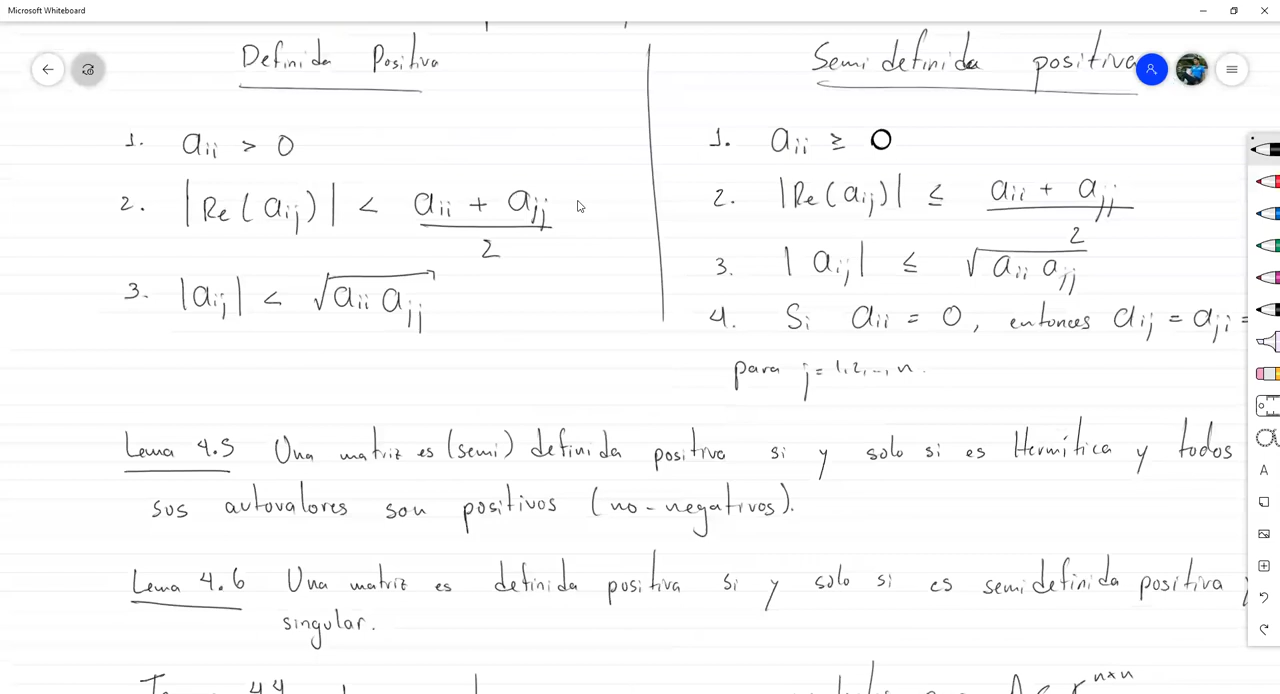 Microsoft Whiteboard
Definida Positiva
1. aii > 0
2. |Re(aij)| < aii + ajj / 2
3. |aij| < √aii ajj
Semidefinida positiva
1. aii ≥ 0
2. |Re(aij)| ≤ aii + ajj / 2
3. |aij| ≤ √aii ajj
4. Si aii = 0, entonces aij = aji =
para j = 1,2,...,n.
Lema 4.5 Una matriz es (semi) definida positiva si y solo si es Hermítica y todos
sus autovalores son positivos (no-negativos).
Lema 4.6 Una matriz es definida positiva si y solo si es semidefinida positiva y
singular.
4.4
n×n
A